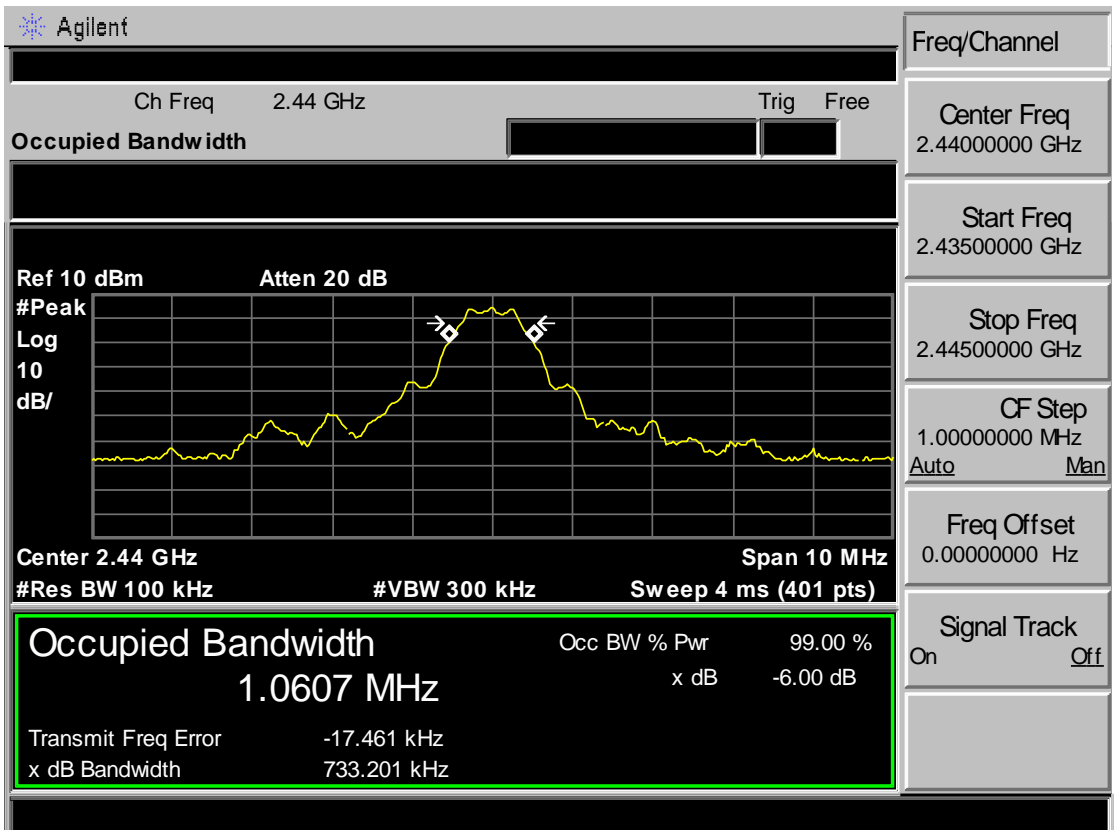 Agilent
Freq/Channel
Ch Freq 2.44 GHz Trig Free
Occupied Bandwidth
Center Freq
2.44000000 GHz
Start Freq
2.43500000 GHz
Stop Freq
2.44500000 GHz
CF Step
1.00000000 MHz
Auto Man
Freq Offset
0.00000000 Hz
Signal Track
On Off
Ref 10 dBm Atten 20 dB
#Peak
Log
10
dB/
Center 2.44 GHz Span 10 MHz
#Res BW 100 kHz #VBW 300 kHz Sweep 4 ms (401 pts)
Occupied Bandwidth
1.0607 MHz
Occ BW % Pwr 99.00 %
x dB -6.00 dB
Transmit Freq Error -17.461 kHz
x dB Bandwidth 733.201 kHz